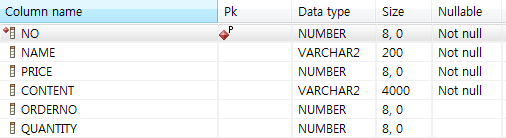 Column name Pk Data type Size Nullable
NO P NUMBER 8, 0 Not null
NAME VARCHAR2 200 Not null
PRICE NUMBER 8, 0 Not null
CONTENT VARCHAR2 4000 Not null
ORDERNO NUMBER 8, 0
QUANTITY NUMBER 8, 0